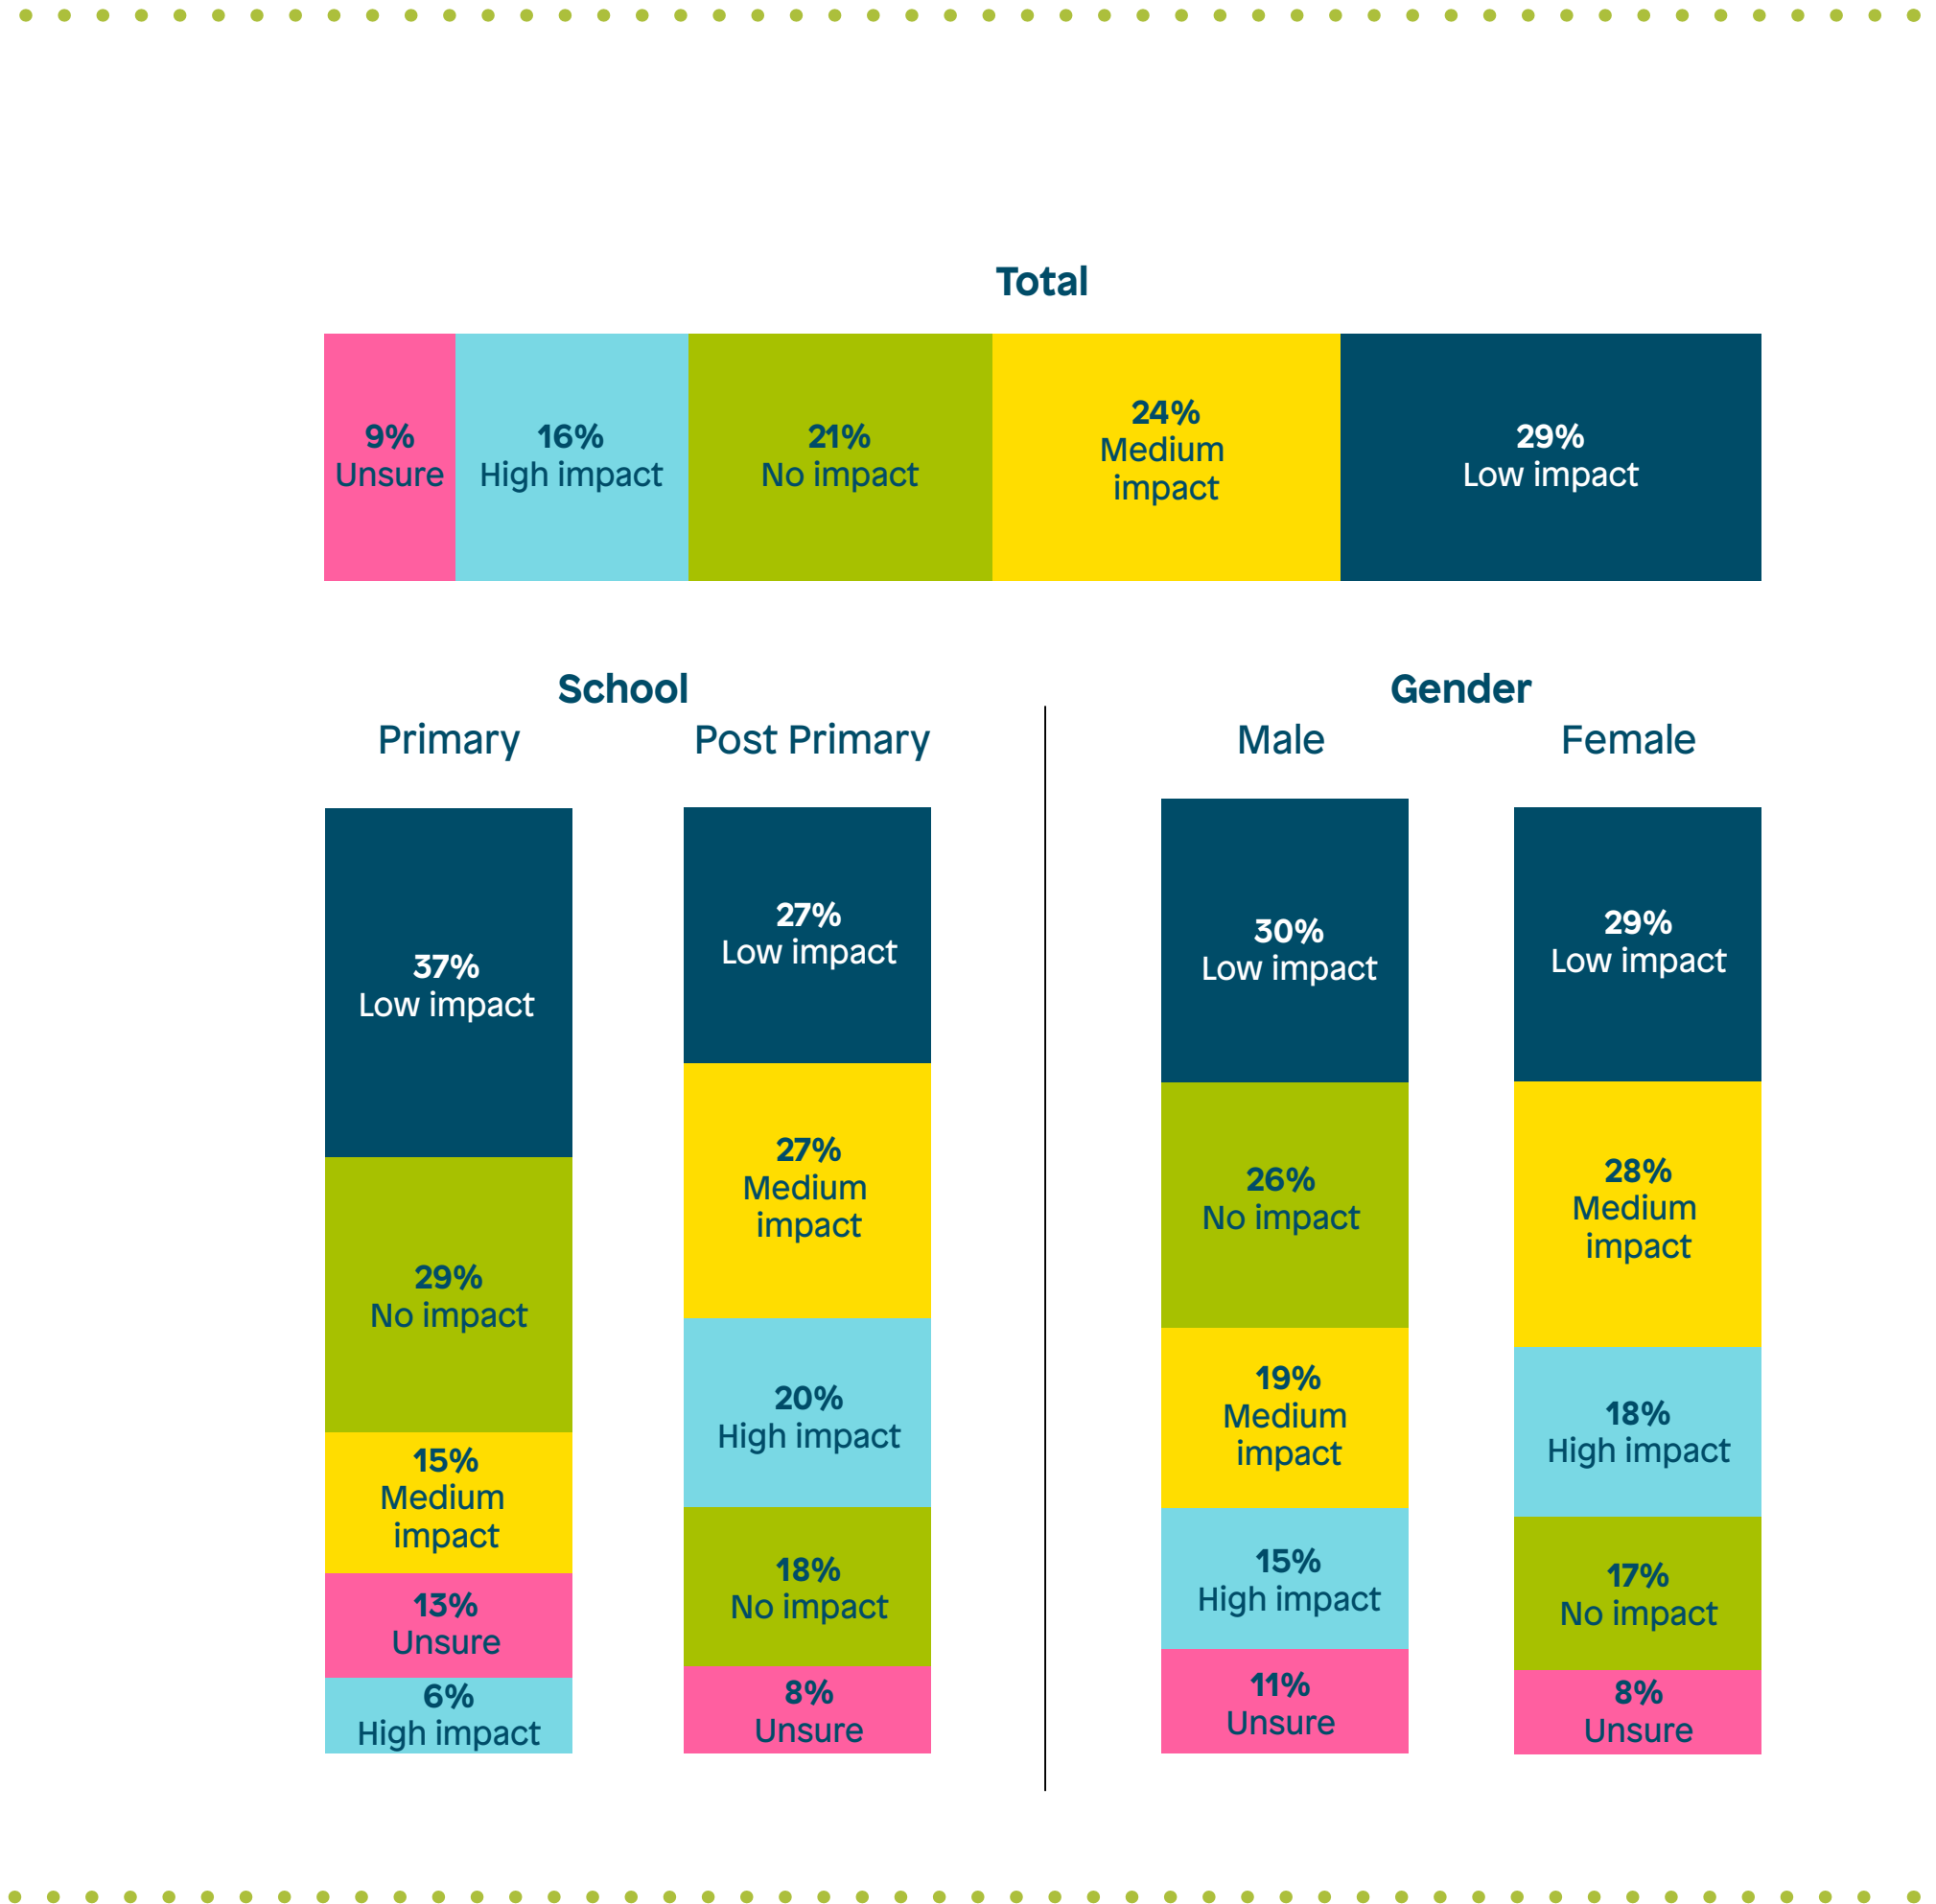 Total
9%
Unsure
16%
High impact
21%
No impact
24%
Medium
impact
29%
Low impact
School
Primary
Post Primary
37%
Low impact
29%
No impact
15%
Medium
impact
13%
Unsure
6%
High impact
27%
Low impact
27%
Medium
impact
20%
High impact
18%
No impact
8%
Unsure
Gender
Male
Female
30%
Low impact
26%
No impact
19%
Medium
impact
15%
High impact
11%
Unsure
29%
Low impact
28%
Medium
impact
18%
High impact
17%
No impact
8%
Unsure